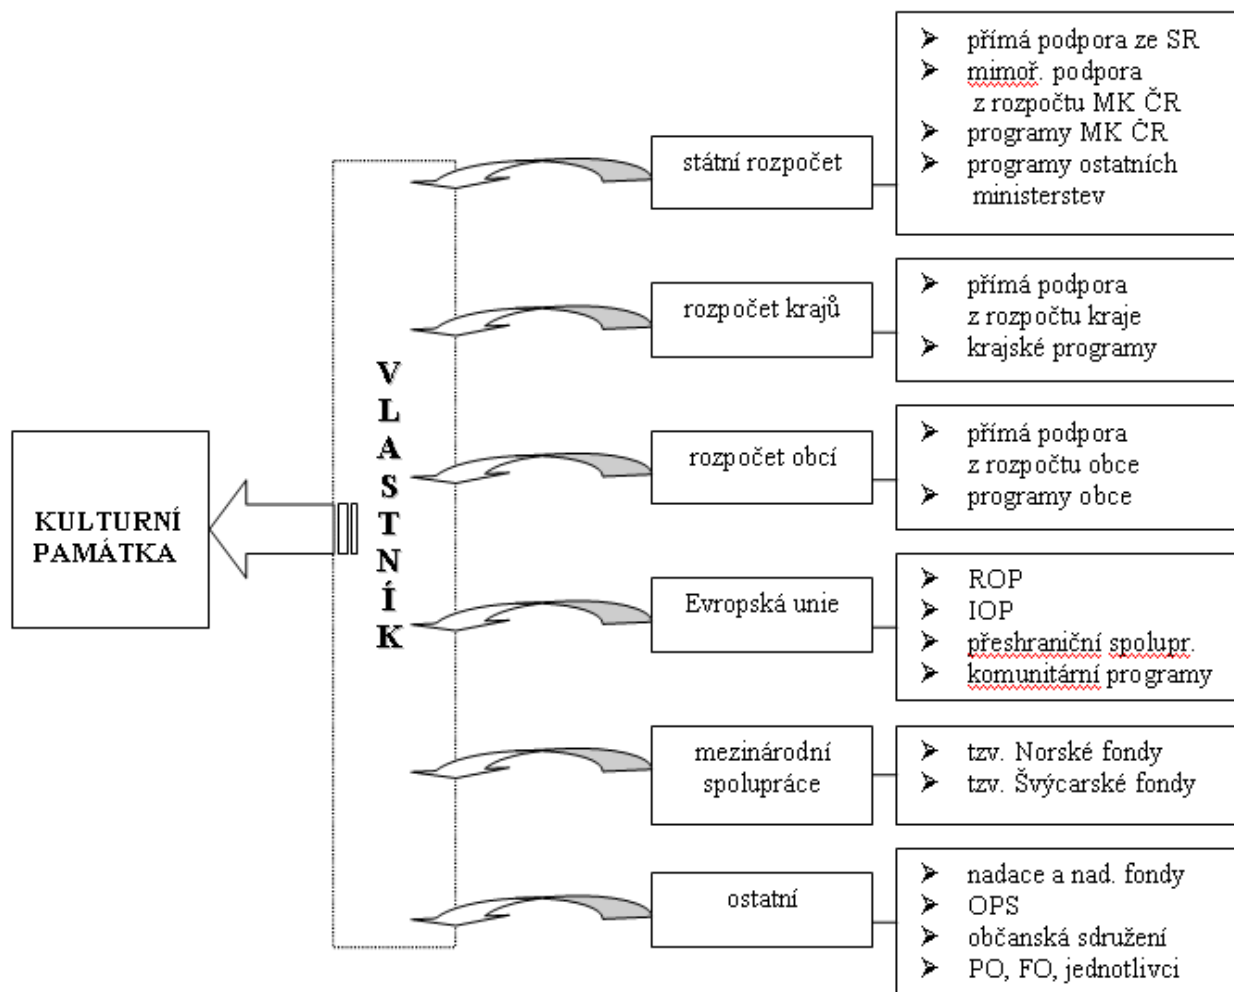 KULTURNÍ
PAMÁTKA
VLASTNÍK
státní rozpočet
přímá podpora ze SR
mimoř. podpora
z rozpočtu MK ČR
programy MK ČR
programy ostatních
ministerstev
rozpočet krajů
přímá podpora
z rozpočtu kraje
krajské programy
rozpočet obcí
přímá podpora
z rozpočtu obce
programy obce
Evropská unie
ROP
IOP
přeshraniční spolupr.
komunitární programy
mezinárodní
spolupráce
tzv. Norské fondy
tzv. Švýcarské fondy
ostatní
nadace a nad. fondy
OPS
občanská sdružení
PO, FO, jednotlivci